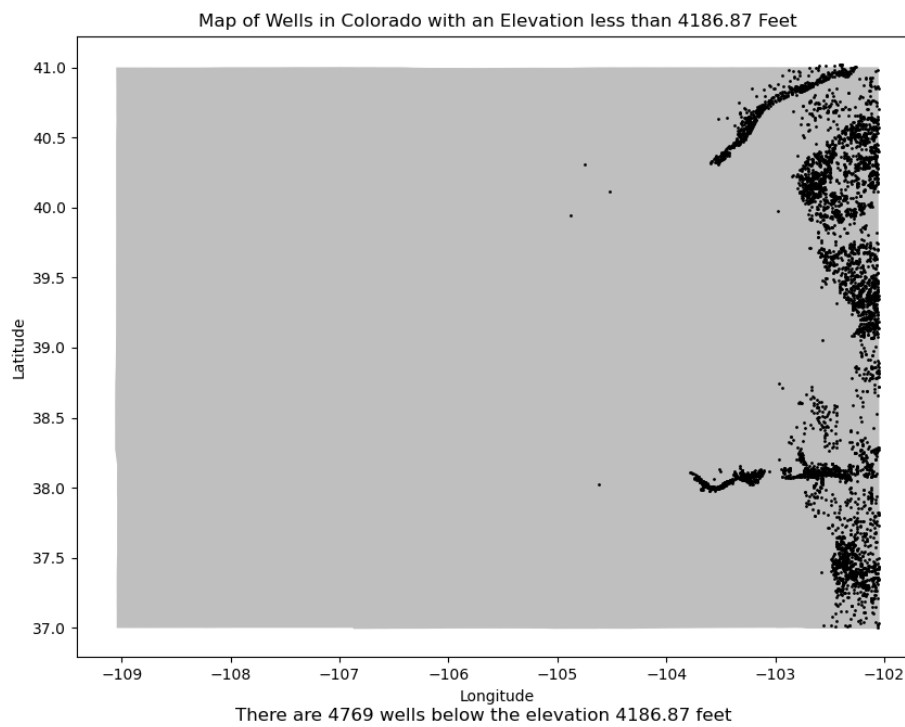 Map of Wells in Colorado with an Elevation less than 4186.87 Feet
41.0
40.5
40.0
39.5
39.0
38.5
38.0
37.5
37.0
Latitude
−109 −108 −107 −106 −105 −104 −103 −102
Longitude
There are 4769 wells below the elevation 4186.87 feet